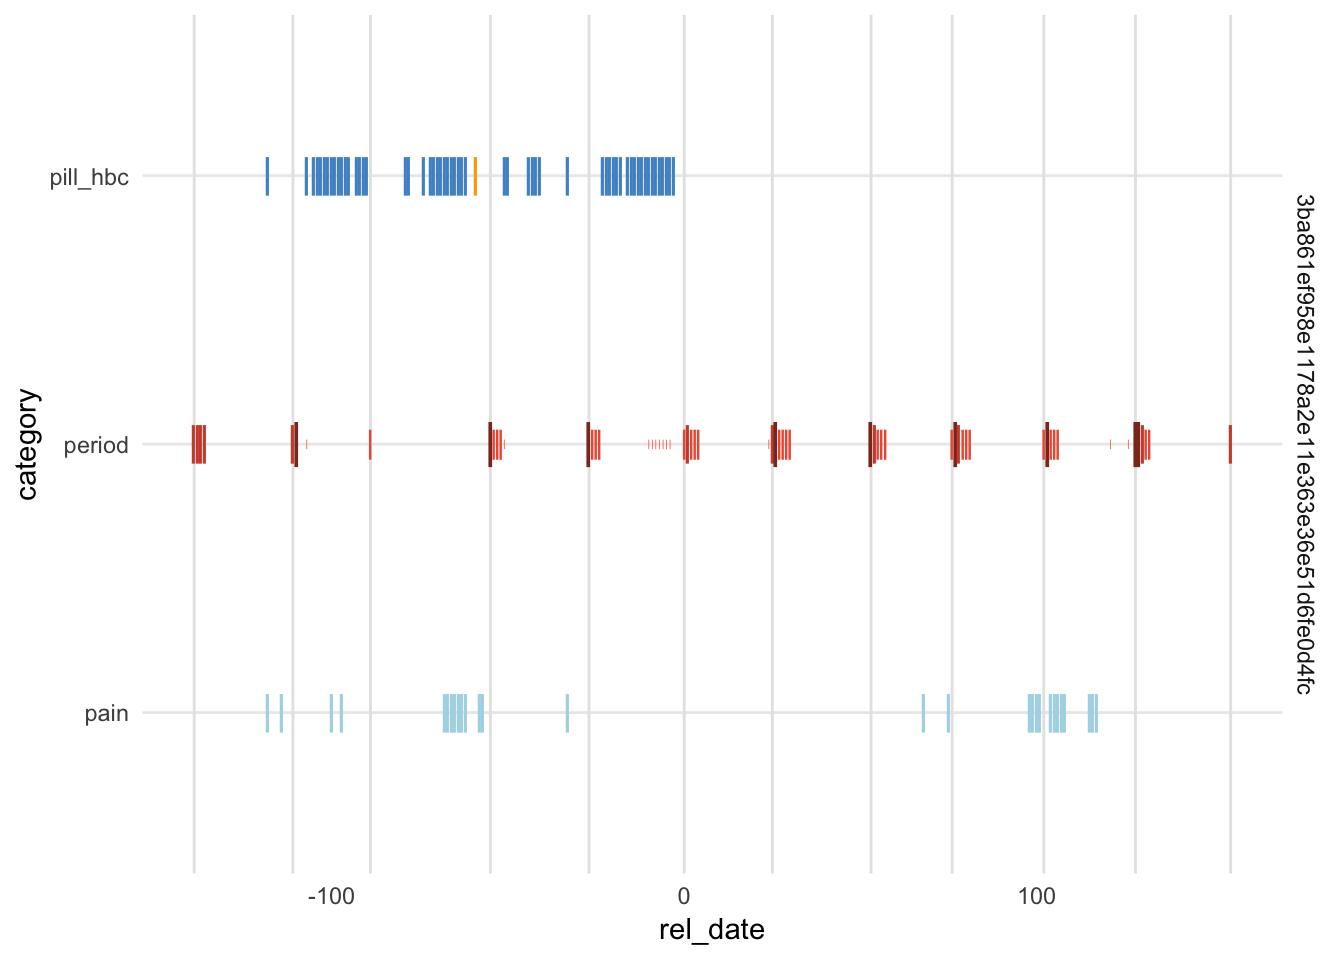 pill_hbc
period
pain
category
-100
0
100
rel_date
3ba861ef958e1178a2e11e363e36e51d6fe0d4fc